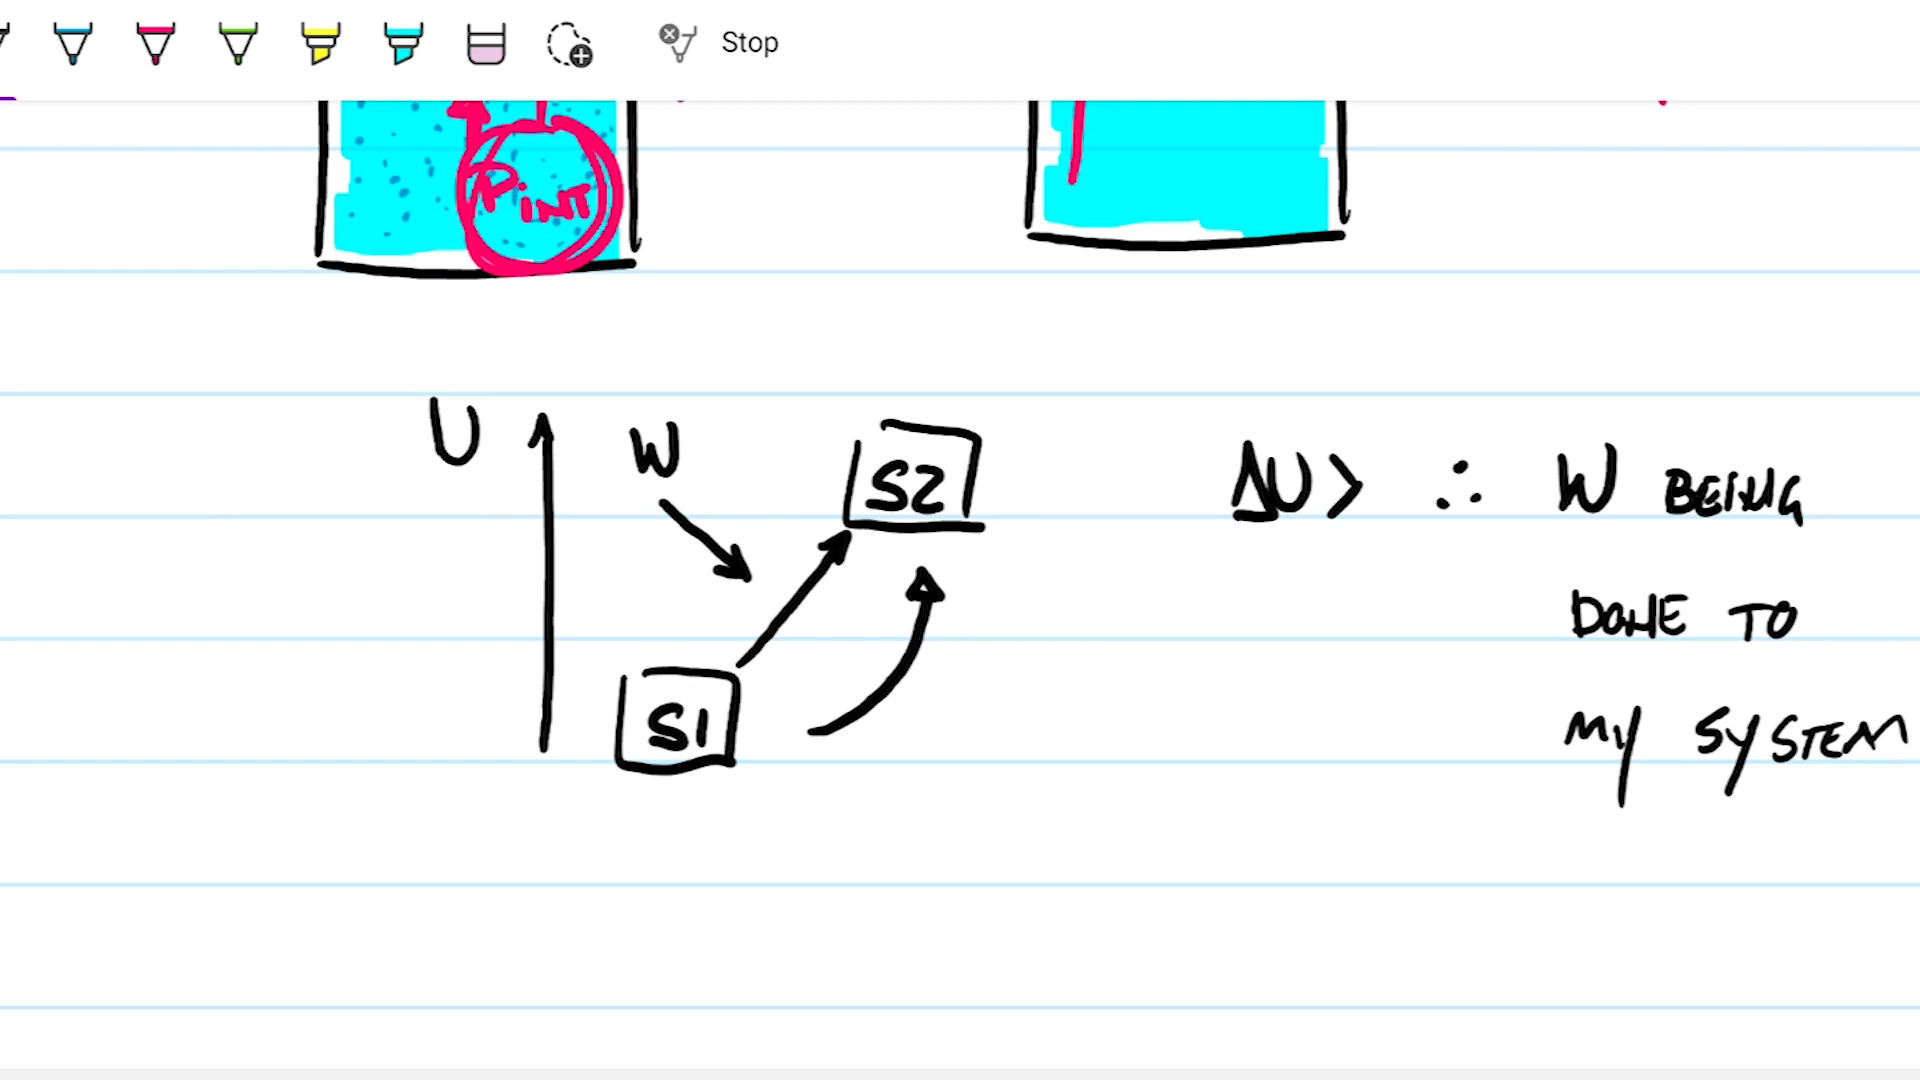 Stop
PINT
U W S2 ΔU > ∴ W BEING
DONE TO
S1 MY SYSTEM